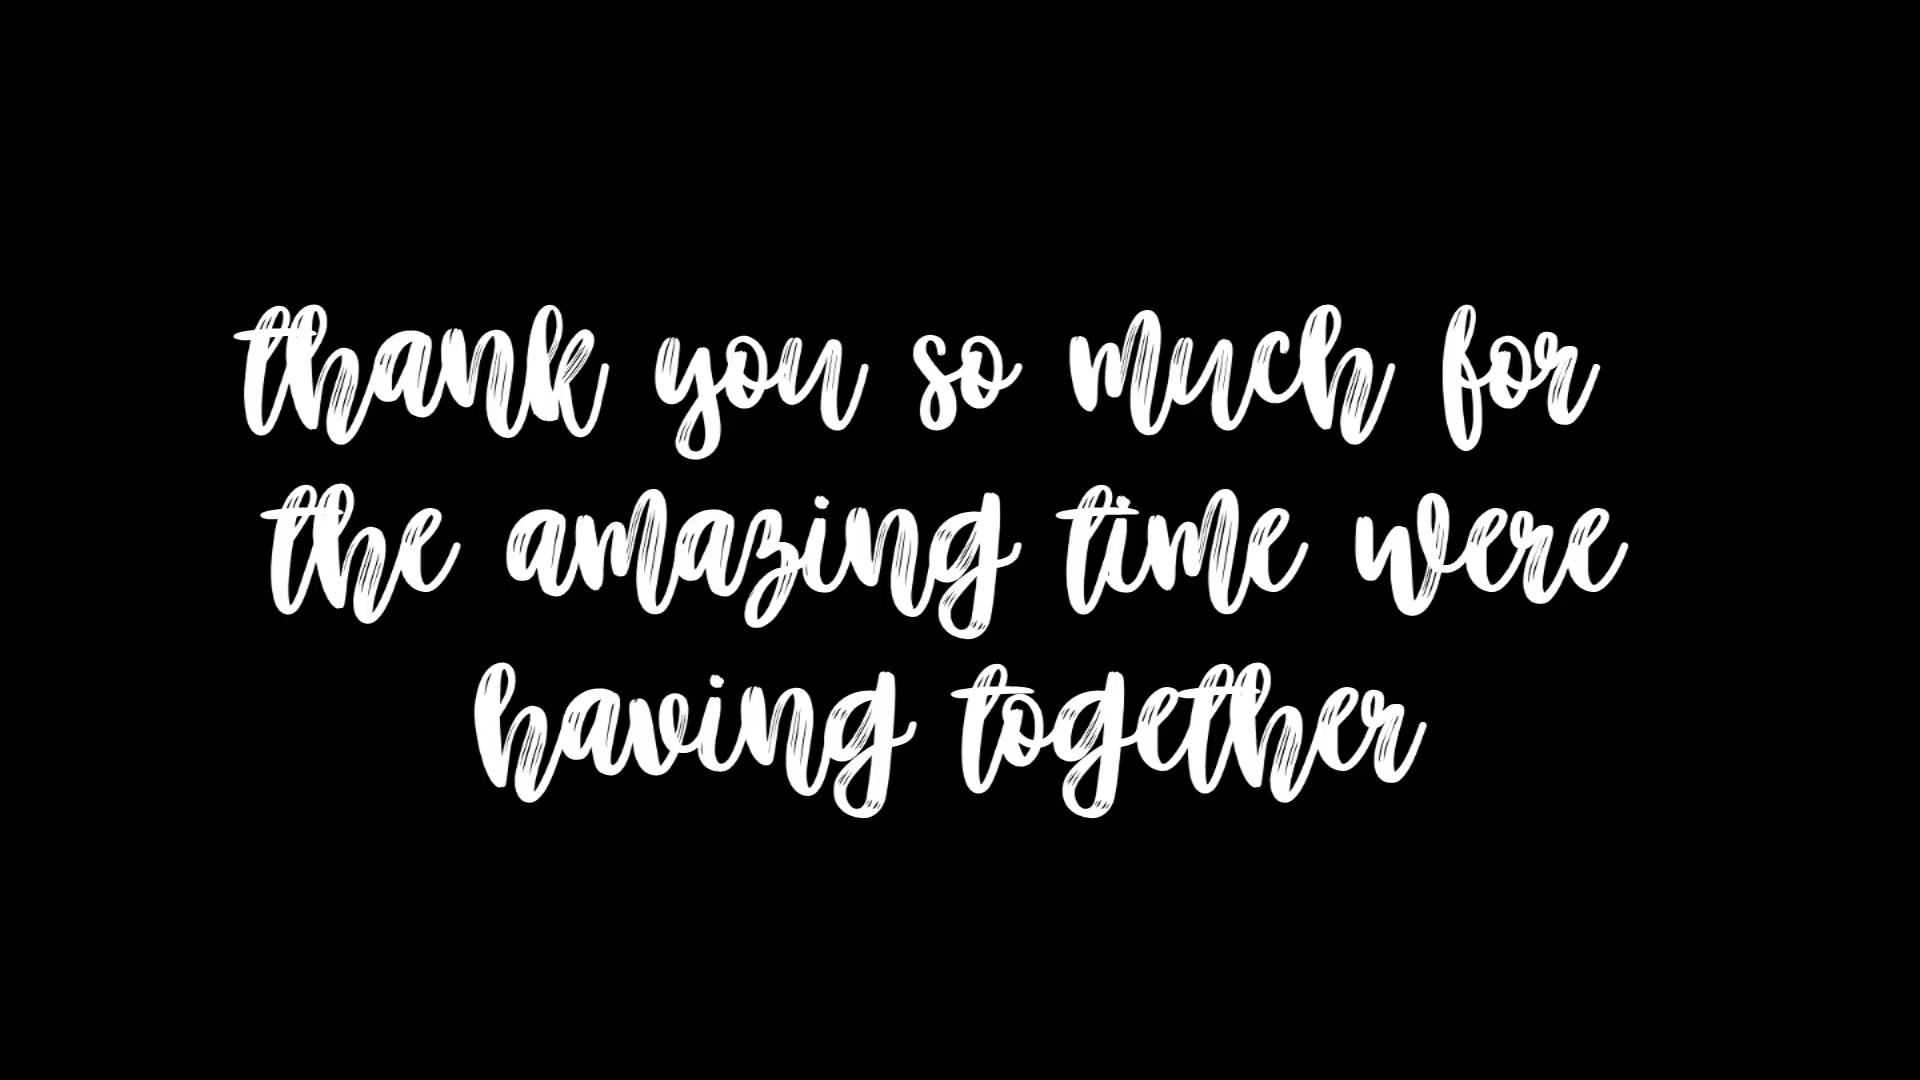 thank you so much for
the amazing time were
having together